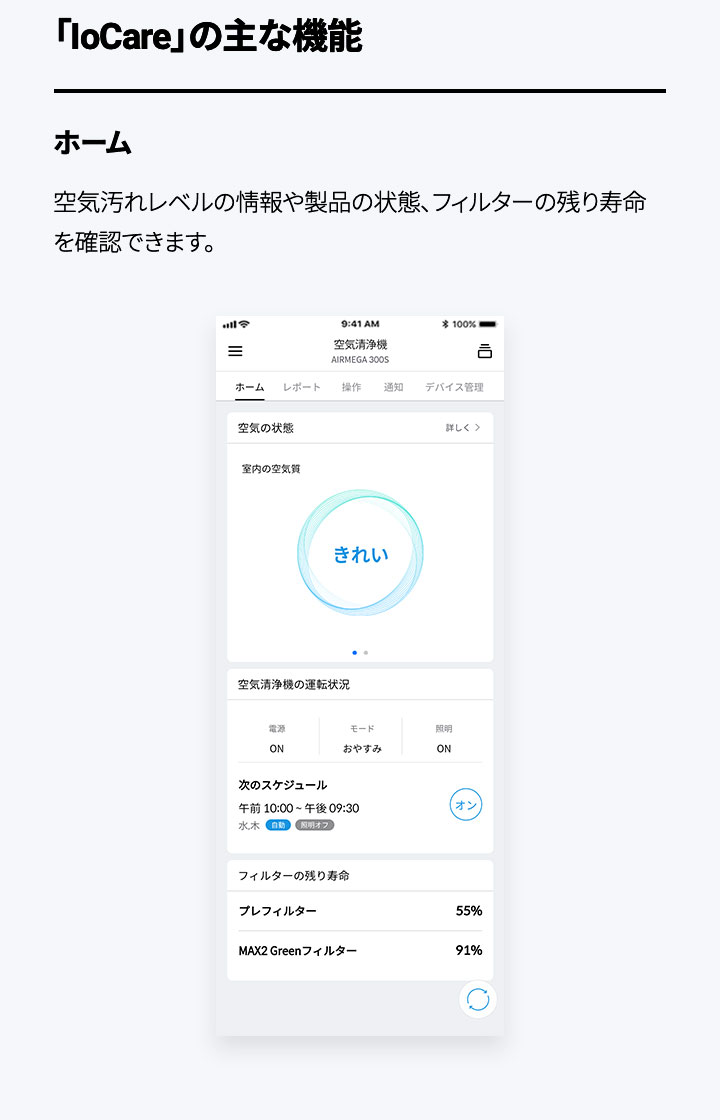 「IoCare」の主な機能
ホーム
空気汚れレベルの情報や製品の状態、フィルターの残り寿命
を確認できます。
9:41 AM
100%
空気清浄機
AIRMEGA 300S
ホーム レポート 操作 通知 デバイス管理
空気の状態 詳しく
室内の空気質
きれい
空気清浄機の運転状況
電源 モード 照明
ON おやすみ ON
次のスケジュール
午前 10:00 ~ 午後 09:30
オン
水,木 自動 照明オフ
フィルターの残り寿命
プレフィルター 55%
MAX2 Greenフィルター 91%